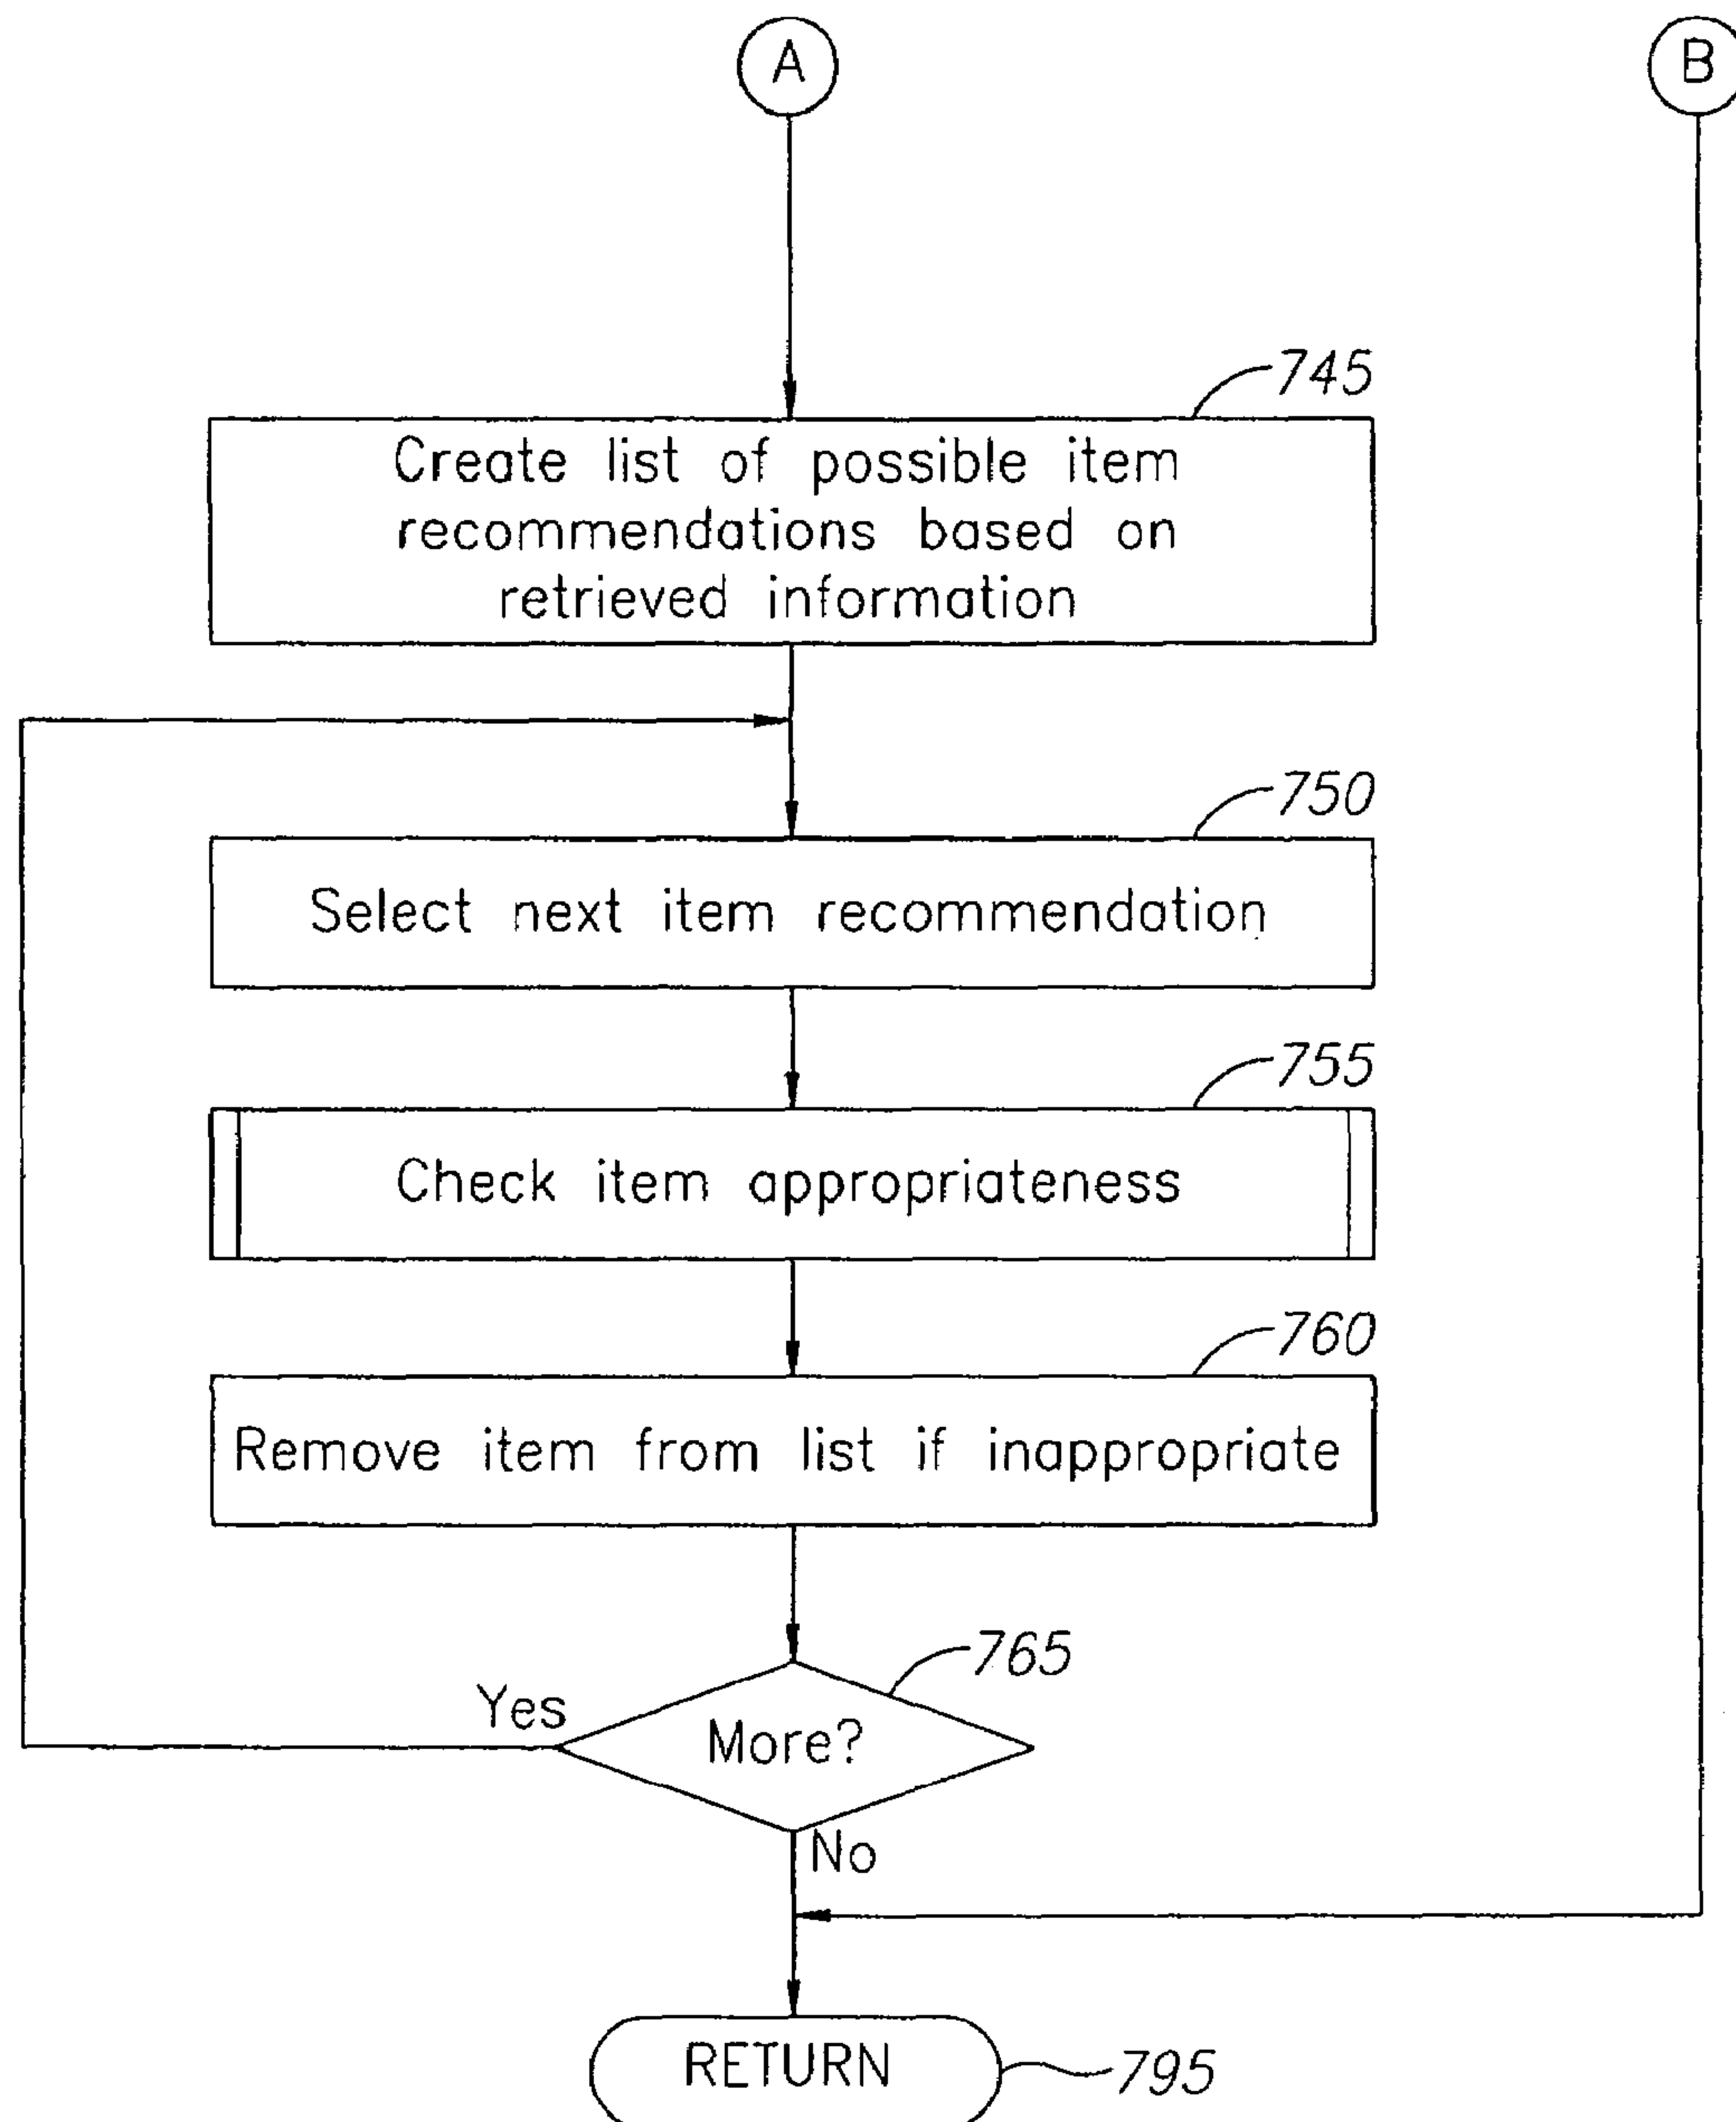 A
B
745
Create list of possible item
recommendations based on
retrieved information
750
Select next item recommendation
755
Check item appropriateness
760
Remove item from list if inappropriate
765
Yes
More?
No
RETURN
795